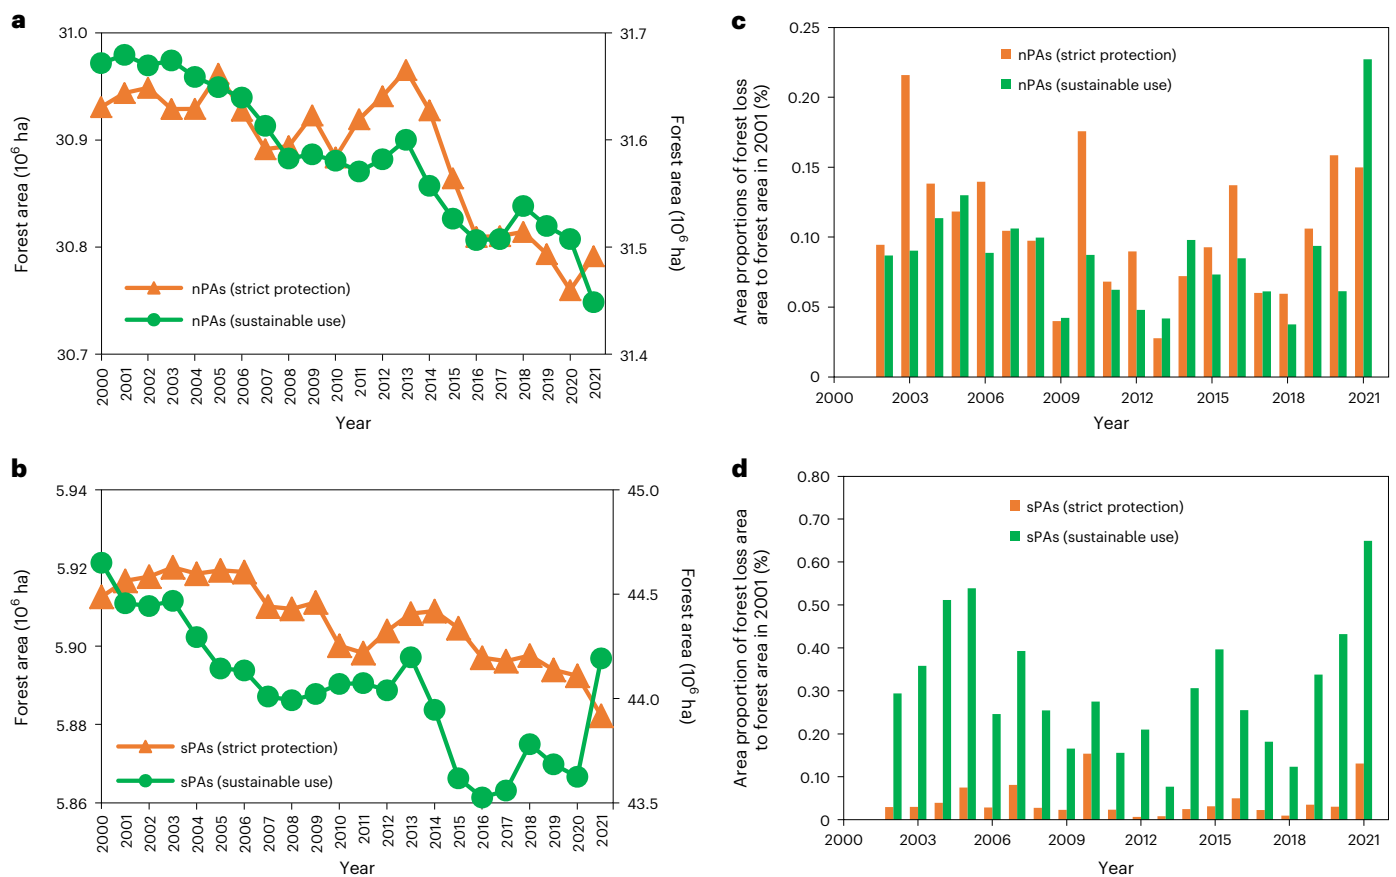 a
31.0
30.9
30.8
30.7
Forest area (10⁶ ha)
31.7
31.6
31.5
31.4
Forest area (10⁶ ha)
nPAs (strict protection)
nPAs (sustainable use)
2000 2001 2002 2003 2004 2005 2006 2007 2008 2009 2010 2011 2012 2013 2014 2015 2016 2017 2018 2019 2020 2021
Year
c
0.25
0.20
0.15
0.10
0.05
0
Area proportions of forest loss
area to forest area in 2001 (%)
nPAs (strict protection)
nPAs (sustainable use)
2000 2003 2006 2009 2012 2015 2018 2021
Year
b
5.94
5.92
5.90
5.88
5.86
Forest area (10⁶ ha)
45.0
44.5
44.0
43.5
Forest area (10⁶ ha)
sPAs (strict protection)
sPAs (sustainable use)
2000 2001 2002 2003 2004 2005 2006 2007 2008 2009 2010 2011 2012 2013 2014 2015 2016 2017 2018 2019 2020 2021
Year
d
0.80
0.70
0.60
0.50
0.40
0.30
0.20
0.10
0
Area proportion of forest loss area
to forest area in 2001 (%)
sPAs (strict protection)
sPAs (sustainable use)
2000 2003 2006 2009 2012 2015 2018 2021
Year